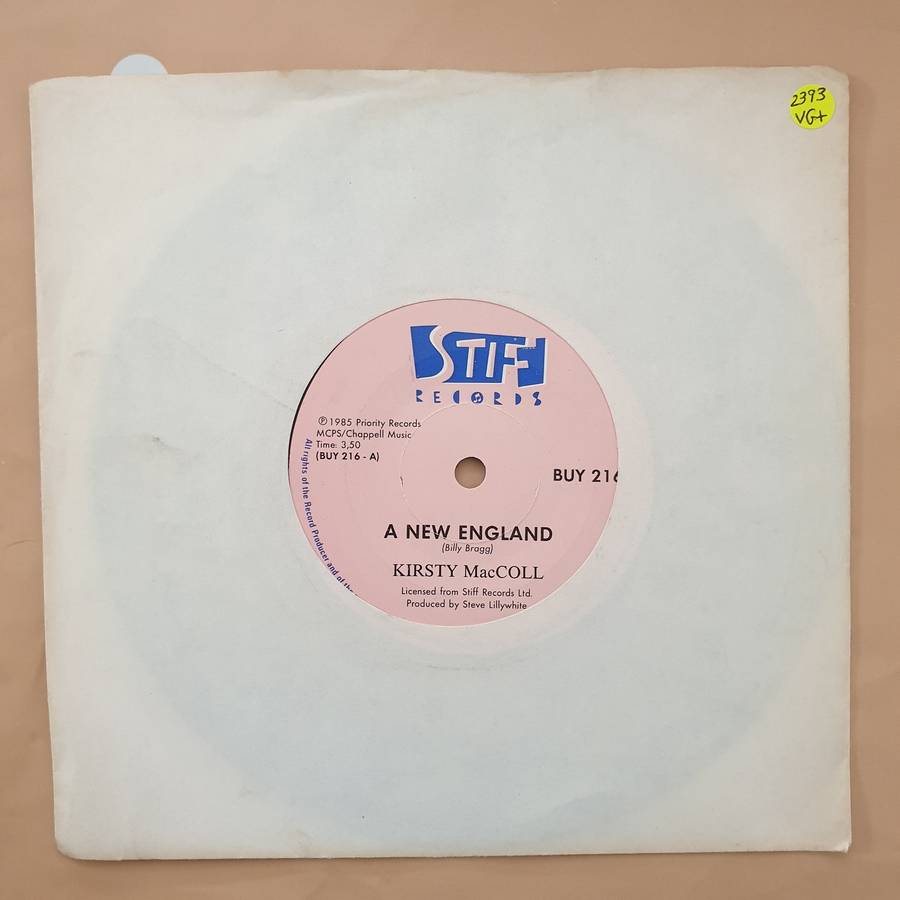 2393
VG+
STIFF
RECORDS
℗ 1985 Priority Records
MCPS/Chappell Music
Time: 3,50
(BUY 216 - A)
BUY 216
All rights of the Record Producer and of the
A NEW ENGLAND
(Billy Bragg)
KIRSTY MacCOLL
Licensed from Stiff Records Ltd.
Produced by Steve Lillywhite